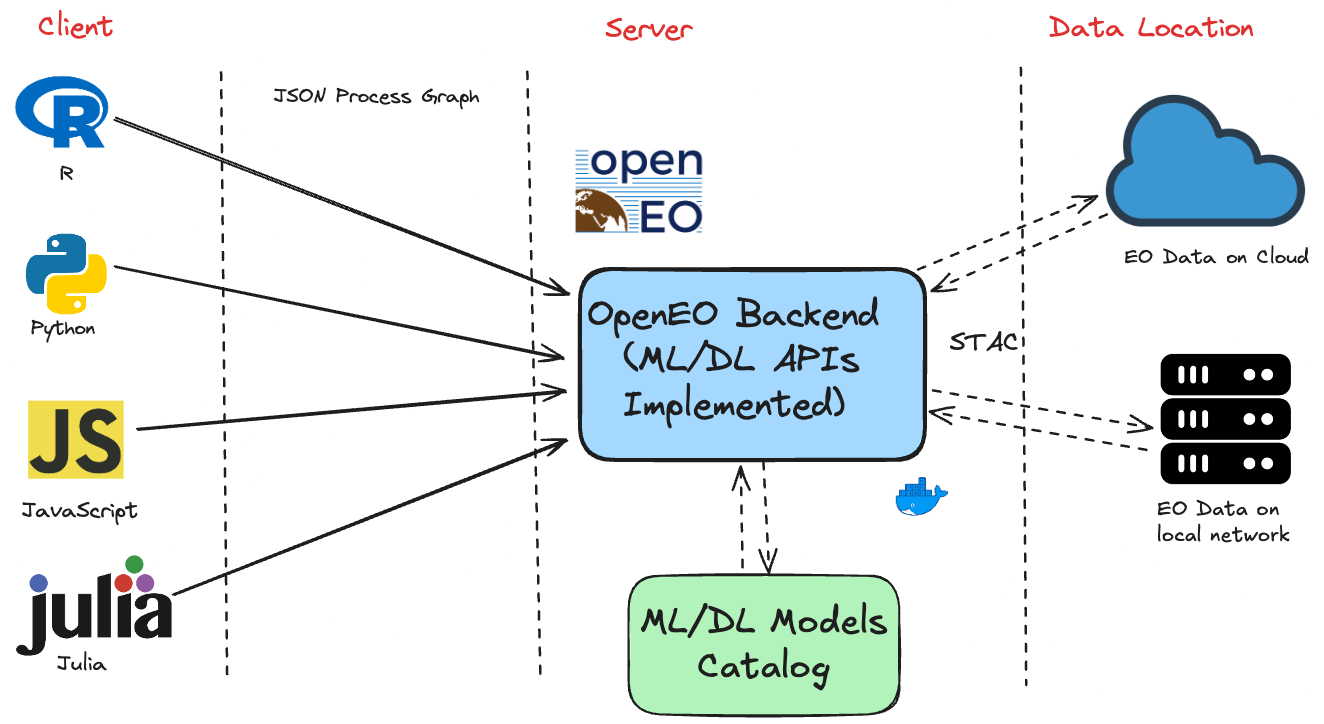 Client
Server
Data Location
JSON Process Graph
R
R
Python
JS
JavaScript
julia
Julia
open
EO
OpenEO Backend
(ML/DL APIs
Implemented)
STAC
ML/DL Models
Catalog
EO Data on Cloud
EO Data on
local network